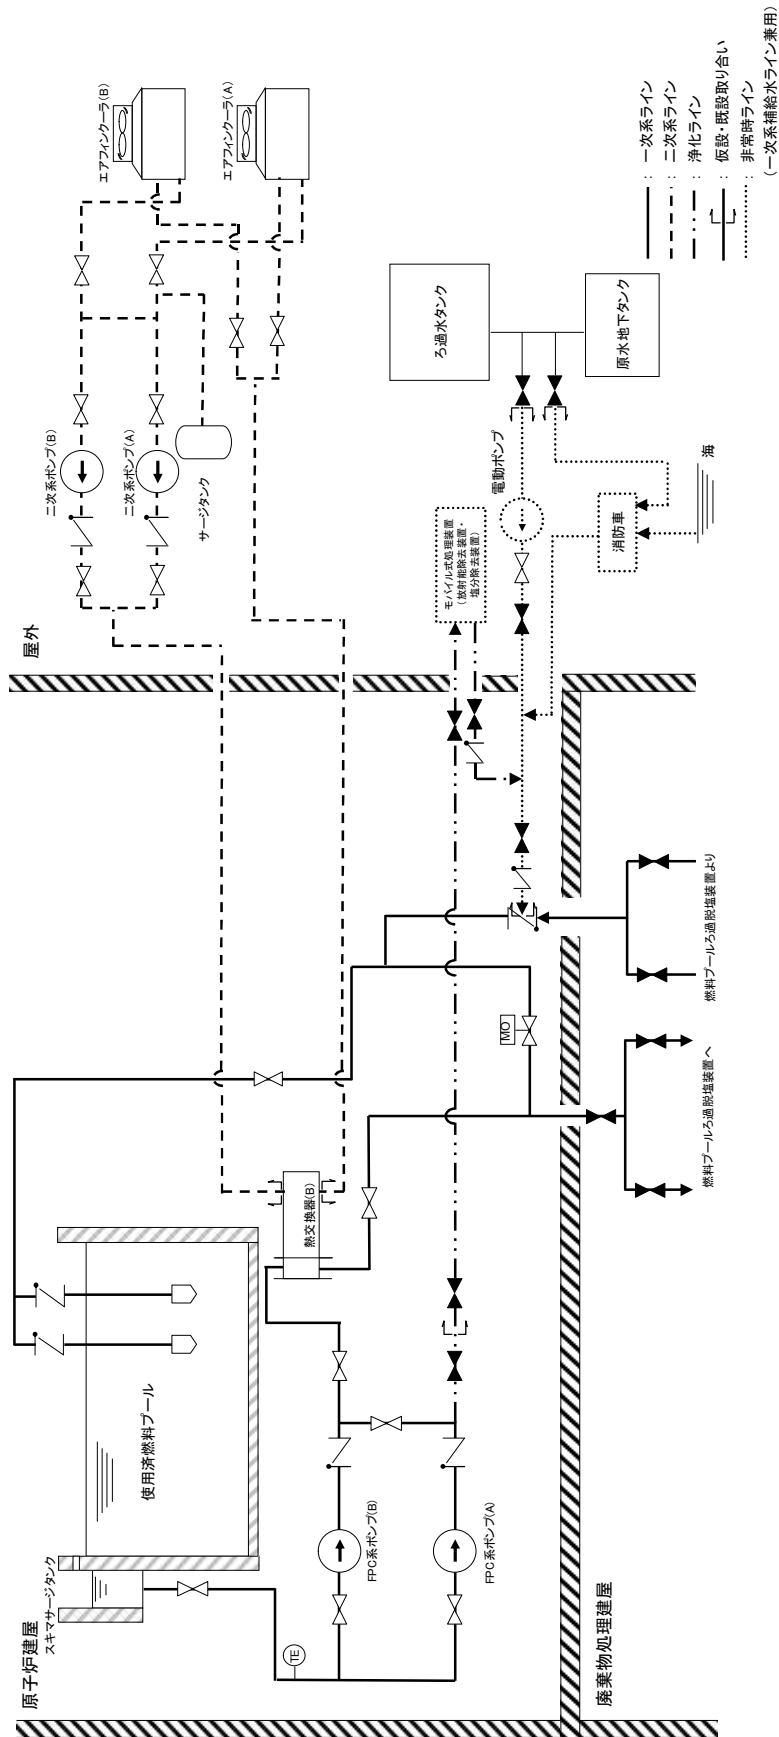 原子炉建屋
スキマサージタンク
使用済燃料プール
TE
FPC系ポンプ(B)
FPC系ポンプ(A)
熱交換器(B)
MO
廃棄物処理建屋
燃料プールろ過脱塩装置へ
燃料プールろ過脱塩装置より
屋外
二次系ポンプ(B)
二次系ポンプ(A)
サージタンク
エアフィンクーラ(B)
エアフィンクーラ(A)
モバイル式処理装置
(放射能除去装置・
塩分除去装置)
電動ポンプ
消防車
海
ろ過水タンク
原水地下タンク
: 一次系ライン
: 二次系ライン
: 浄化ライン
: 仮設・既設取り合い
: 非常時ライン
(一次系補給水ライン兼用)